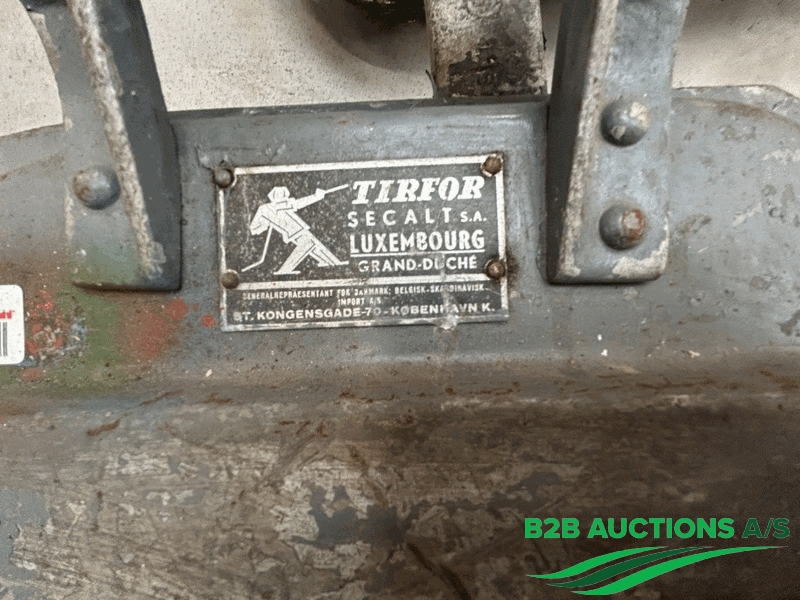 TIRFOR
SECALT S.A.
LUXEMBOURG
GRAND-DUCHÉ
GENERALREPRÆSENTANT FOR DANMARK: BELGISK-SKANDINAVISK
IMPORT A/S
ST. KONGENSGADE-70-KØBENHAVN K.
B2B AUCTIONS A/S